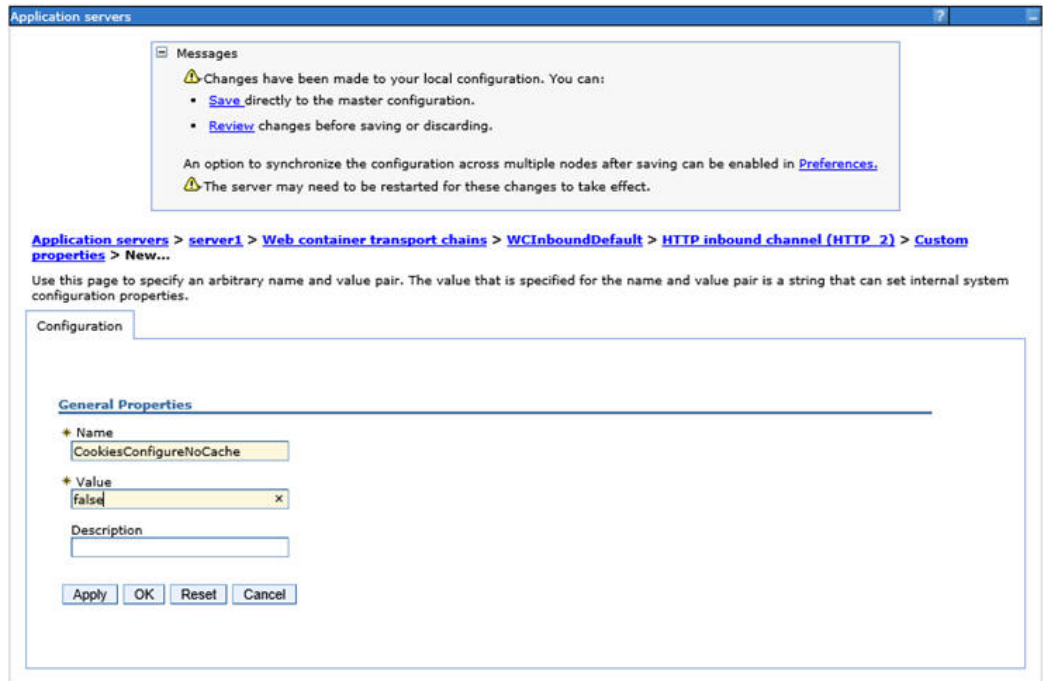 Application servers
?
Messages
Changes have been made to your local configuration. You can:
▪ Save directly to the master configuration.
▪ Review changes before saving or discarding.
An option to synchronize the configuration across multiple nodes after saving can be enabled in Preferences.
The server may need to be restarted for these changes to take effect.
Application servers > server1 > Web container transport chains > WCInboundDefault > HTTP inbound channel (HTTP_2) > Custom
properties > New...
Use this page to specify an arbitrary name and value pair. The value that is specified for the name and value pair is a string that can set internal system
configuration properties.
Configuration
General Properties
Name
CookiesConfigureNoCache
Value
false
Description
Apply OK Reset Cancel